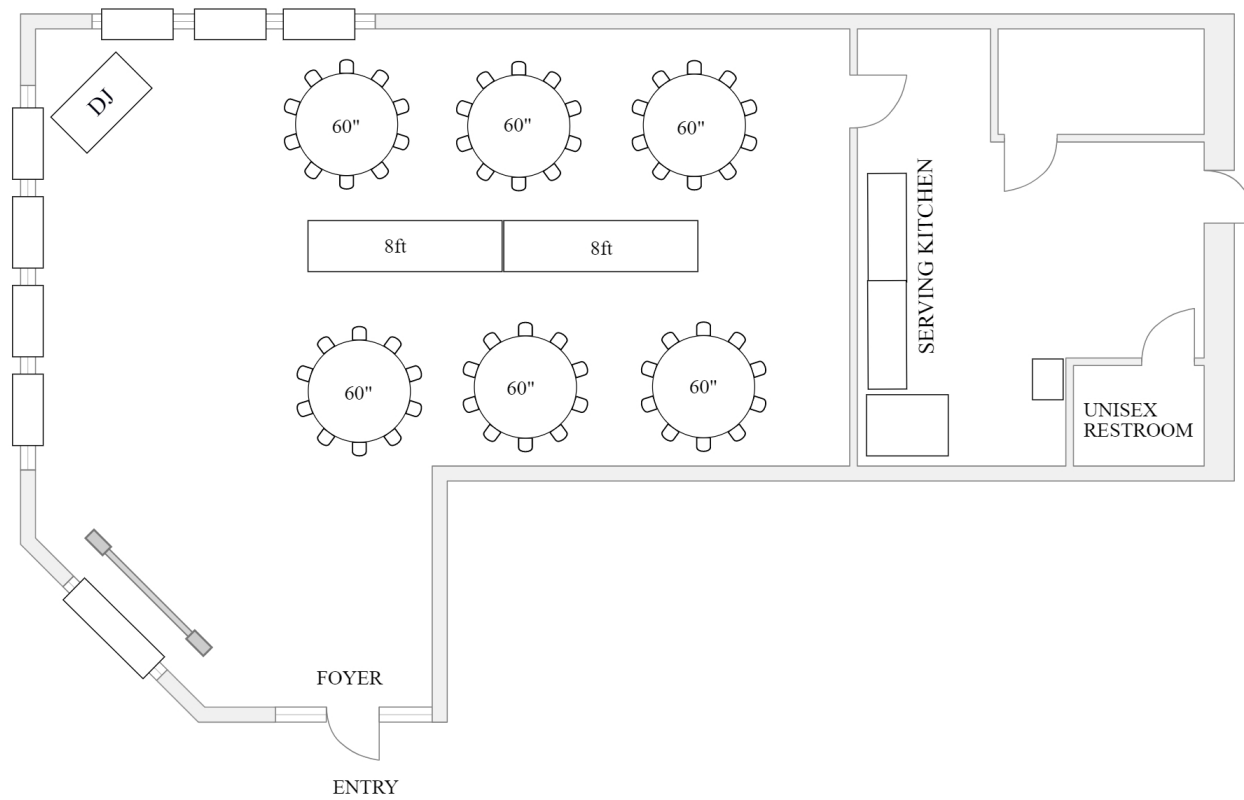 DJ
60"
60"
60"
8ft
8ft
SERVING KITCHEN
60"
60"
60"
UNISEX
RESTROOM
FOYER
ENTRY